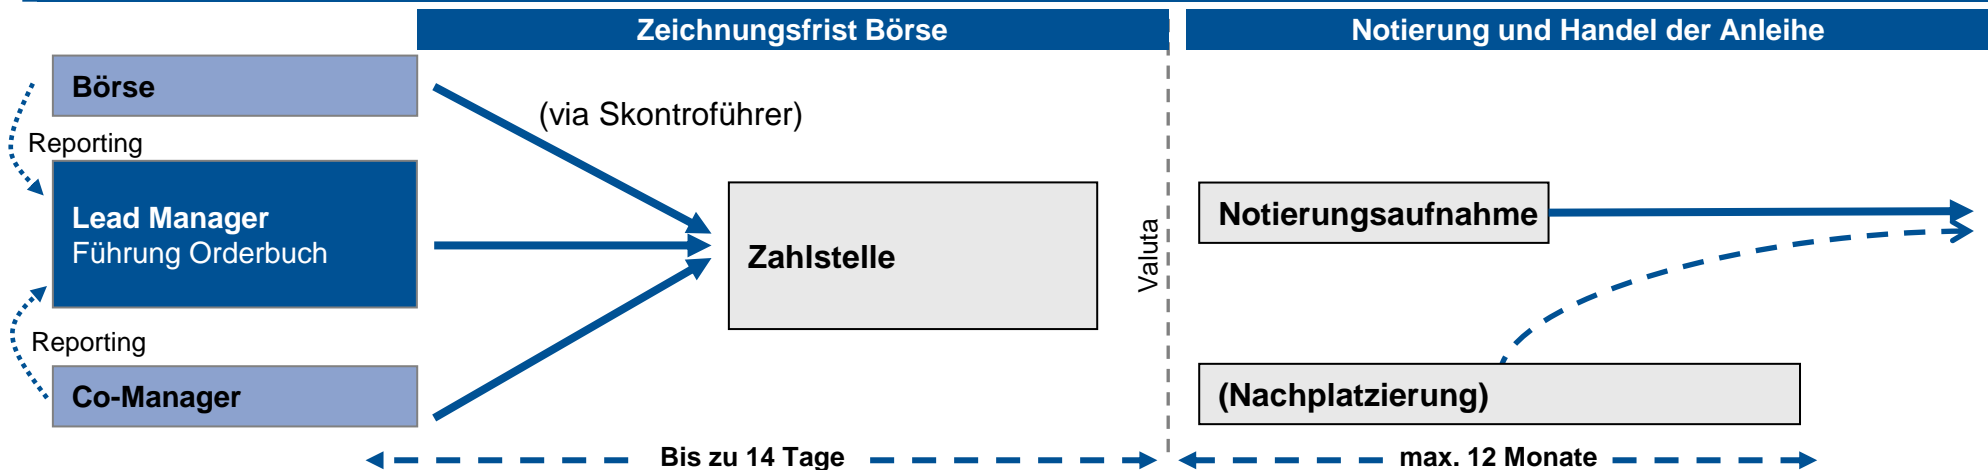 Zeichnungsfrist Börse
Notierung und Handel der Anleihe
Börse
(via Skontroführer)
Reporting
Lead Manager
Führung Orderbuch
Zahlstelle
Valuta
Notierungsaufnahme
Reporting
Co-Manager
(Nachplatzierung)
Bis zu 14 Tage
max. 12 Monate